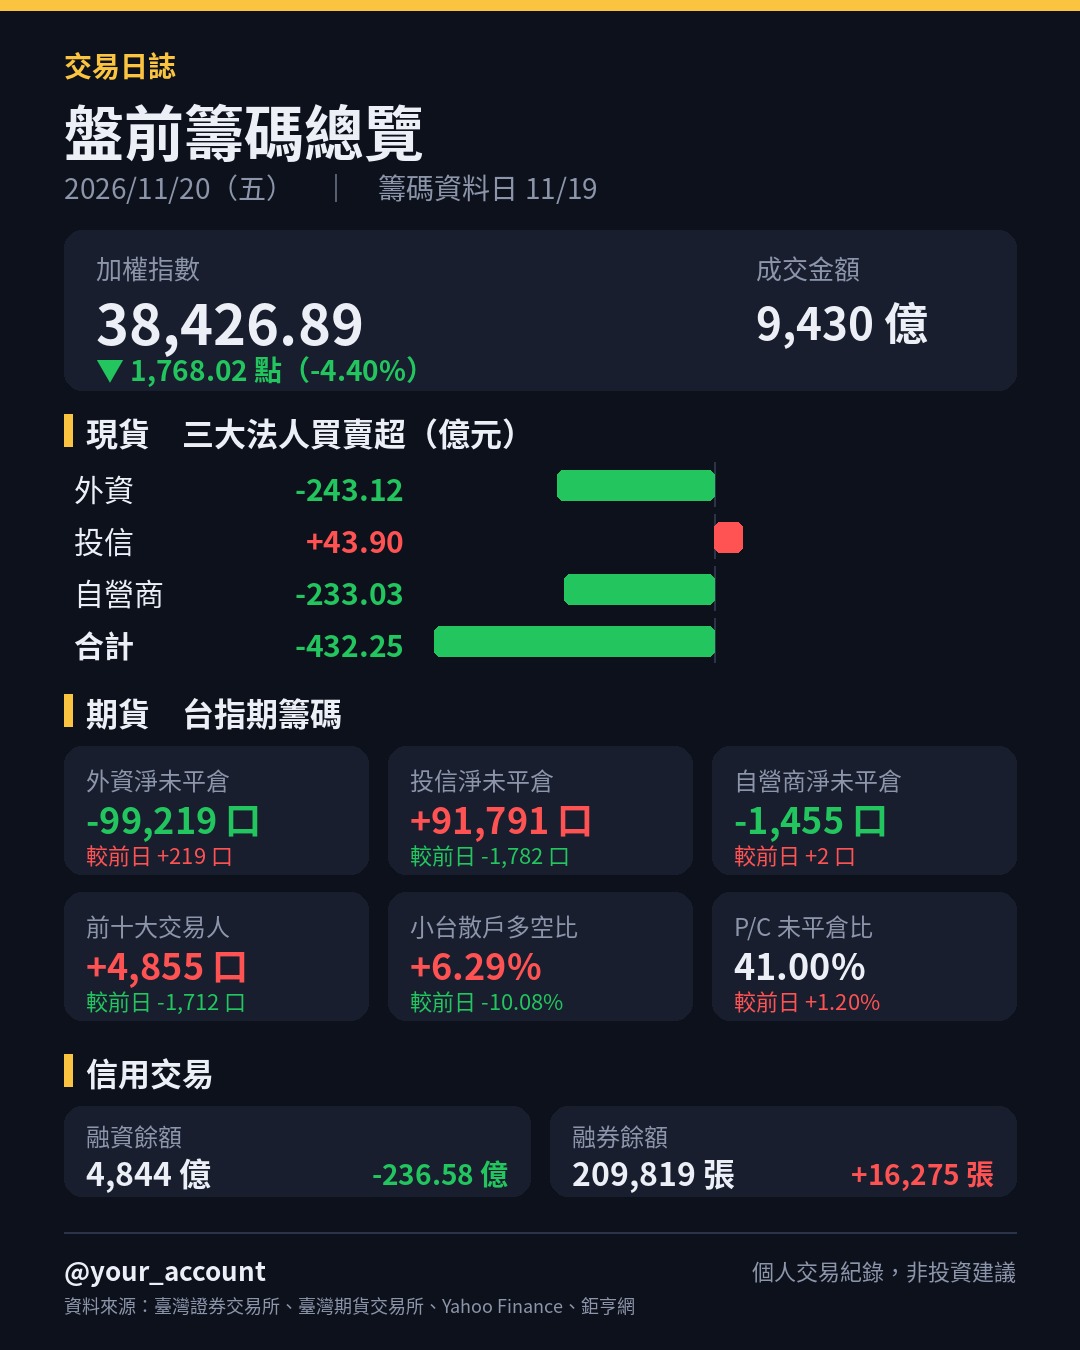 交易日誌
盤前籌碼總覽
2026/11/20（五） ｜ 籌碼資料日 11/19
加權指數
成交金額
38,426.89
9,430 億
▼ 1,768.02 點（-4.40%）
現貨　三大法人買賣超（億元）
外資 -243.12
投信 +43.90
自營商 -233.03
合計 -432.25
期貨　台指期籌碼
外資淨未平倉
-99,219 口
較前日 +219 口
投信淨未平倉
+91,791 口
較前日 -1,782 口
自營商淨未平倉
-1,455 口
較前日 +2 口
前十大交易人
+4,855 口
較前日 -1,712 口
小台散戶多空比
+6.29%
較前日 -10.08%
P/C 未平倉比
41.00%
較前日 +1.20%
信用交易
融資餘額
4,844 億 -236.58 億
融券餘額
209,819 張 +16,275 張
@your_account
個人交易紀錄，非投資建議
資料來源：臺灣證券交易所、臺灣期貨交易所、Yahoo Finance、鉅亨網